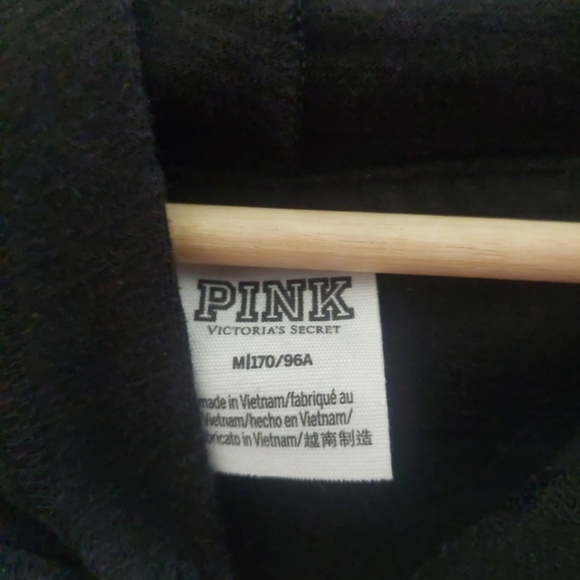 PINK
VICTORIA'S SECRET
M/170/96A
made in Vietnam/fabriqué au
Vietnam/hecho en Vietnam/
bricato in Vietnam/越南制造